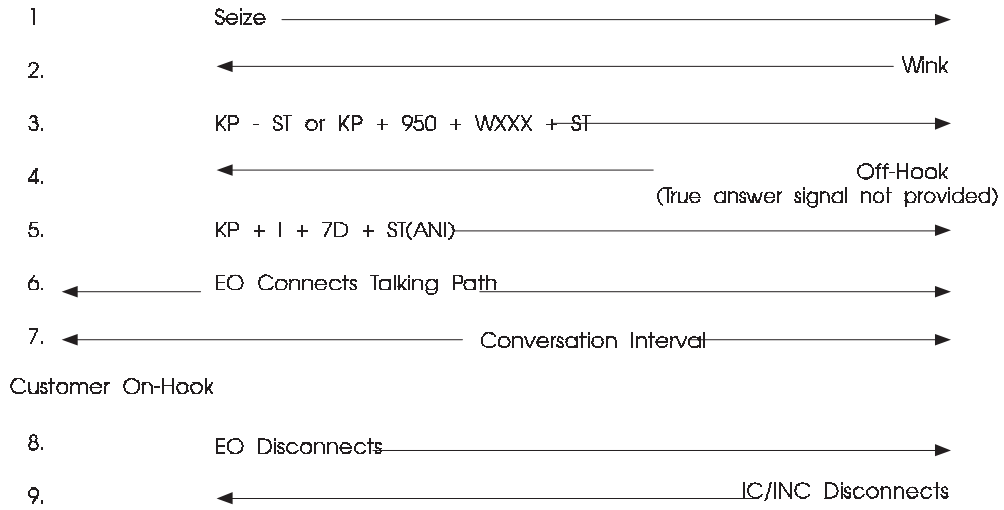 1 Seize
2. Wink
3. KP - ST or KP + 950 + WXXX + ST
4. Off-Hook
(True answer signal not provided)
5. KP + I + 7D + ST(ANI)
6. EO Connects Talking Path
7. Conversation Interval
Customer On-Hook
8. EO Disconnects
9. IC/INC Disconnects